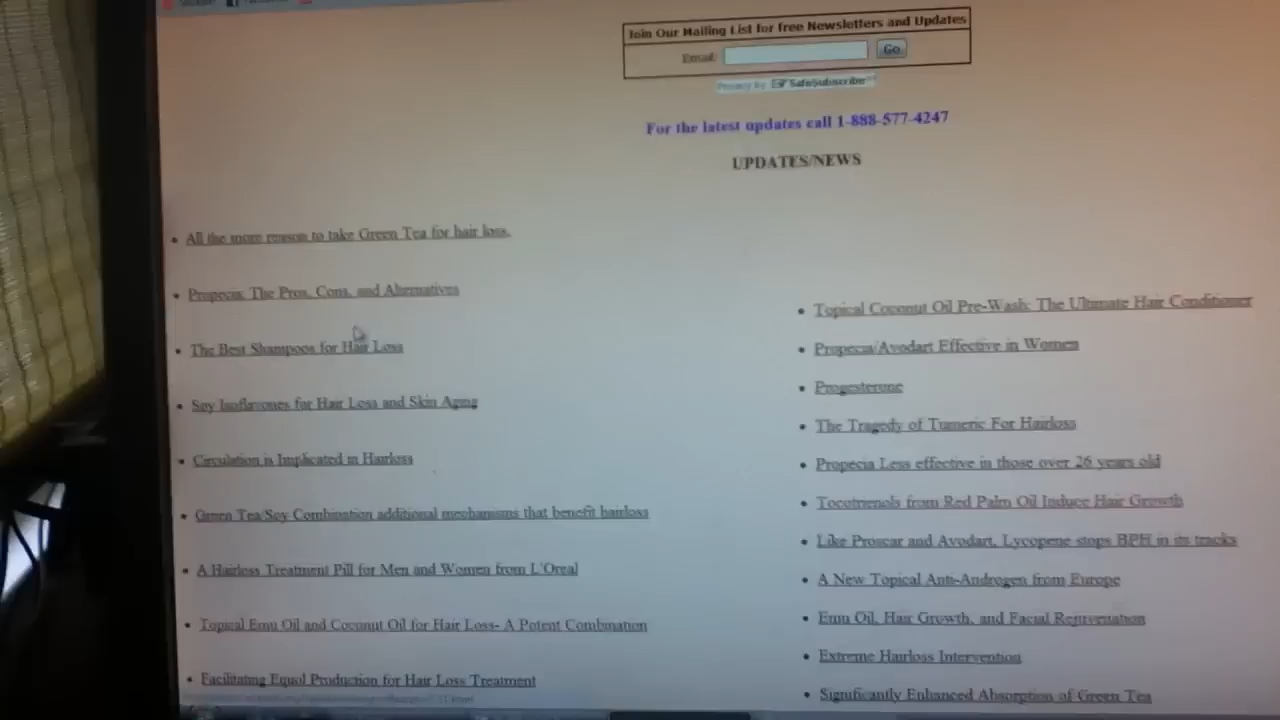 Join Our Mailing List for free Newsletters and Updates
Email:
Go
Privacy by SafeSubscribe
For the latest updates call 1-888-577-4247
UPDATES/NEWS
All the more reason to take Green Tea for hair loss.
Propecia: The Pros, Cons, and Alternatives
The Best Shampoos for Hair Loss
Soy Isoflavones for Hair Loss and Skin Aging
Circulation is Implicated in Hairloss
Green Tea/Soy Combination additional mechanisms that benefit hairloss
A Hairloss Treatment Pill for Men and Women from L'Oreal
Topical Emu Oil and Coconut Oil for Hair Loss- A Potent Combination
Facilitating Equol Production for Hair Loss Treatment
Topical Coconut Oil Pre-Wash: The Ultimate Hair Conditioner
Propecia/Avodart Effective in Women
Progesterone
The Tragedy of Tumeric For Hairloss
Propecia Less effective in those over 26 years old
Tocotrienols from Red Palm Oil Induce Hair Growth
Like Proscar and Avodart, Lycopene stops BPH in its tracks
A New Topical Anti-Androgen from Europe
Emu Oil, Hair Growth, and Facial Rejuvenation
Extreme Hairloss Intervention
Significantly Enhanced Absorption of Green Tea